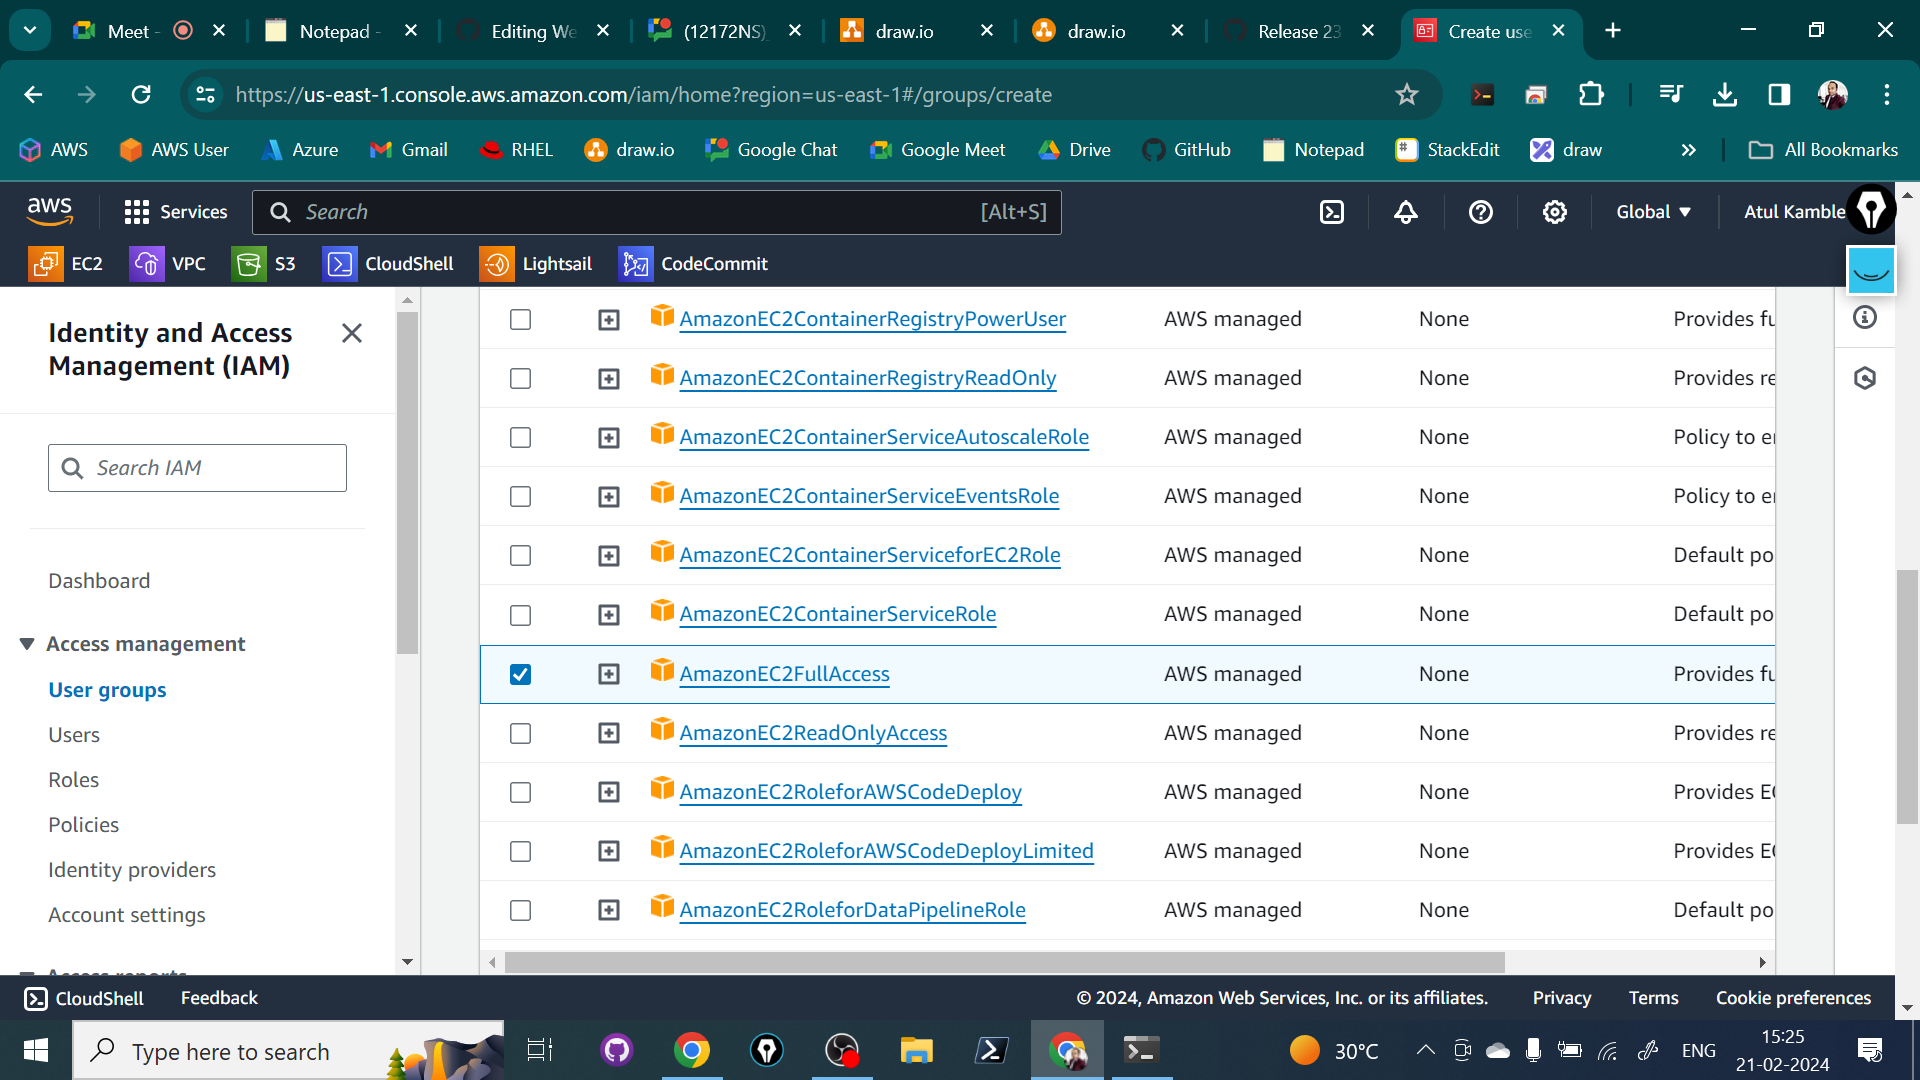 Meet -
Notepad -
Editing We
(12172NS)
draw.io
draw.io
Release 23
Create use
https://us-east-1.console.aws.amazon.com/iam/home?region=us-east-1#/groups/create
AWS
AWS User
Azure
Gmail
RHEL
draw.io
Google Chat
Google Meet
Drive
GitHub
Notepad
StackEdit
draw
All Bookmarks
aws
Services
Search
[Alt+S]
Global
Atul Kamble
EC2
VPC
S3
CloudShell
Lightsail
CodeCommit
Identity and Access
Management (IAM)
Search IAM
Dashboard
Access management
User groups
Users
Roles
Policies
Identity providers
Account settings
Access reports
AmazonEC2ContainerRegistryPowerUser AWS managed None Provides fu
AmazonEC2ContainerRegistryReadOnly AWS managed None Provides re
AmazonEC2ContainerServiceAutoscaleRole AWS managed None Policy to en
AmazonEC2ContainerServiceEventsRole AWS managed None Policy to en
AmazonEC2ContainerServiceforEC2Role AWS managed None Default po
AmazonEC2ContainerServiceRole AWS managed None Default po
AmazonEC2FullAccess AWS managed None Provides fu
AmazonEC2ReadOnlyAccess AWS managed None Provides re
AmazonEC2RoleforAWSCodeDeploy AWS managed None Provides EC
AmazonEC2RoleforAWSCodeDeployLimited AWS managed None Provides EC
AmazonEC2RoleforDataPipelineRole AWS managed None Default po
CloudShell
Feedback
© 2024, Amazon Web Services, Inc. or its affiliates.
Privacy
Terms
Cookie preferences
Type here to search
30°C
ENG
15:25
21-02-2024